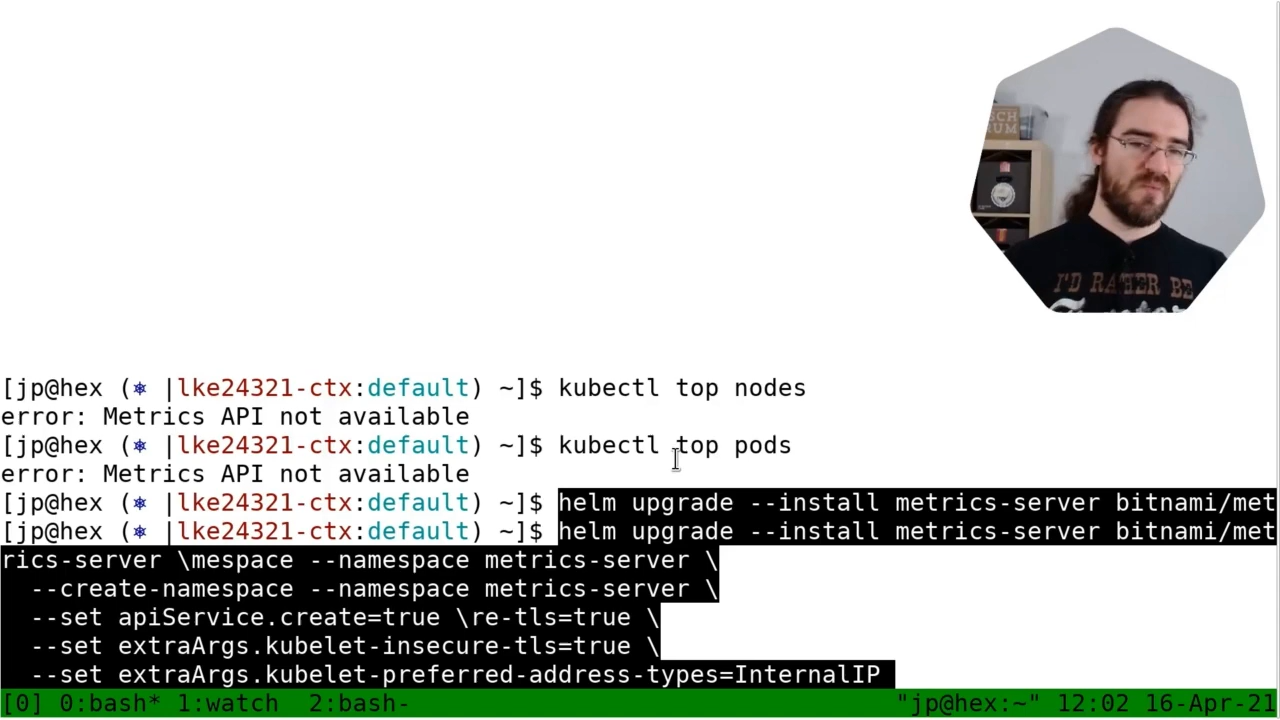 I'D RATHER BE
[jp@hex (⎈ |lke24321-ctx:default) ~]$ kubectl top nodes
error: Metrics API not available
[jp@hex (⎈ |lke24321-ctx:default) ~]$ kubectl top pods
error: Metrics API not available
[jp@hex (⎈ |lke24321-ctx:default) ~]$ helm upgrade --install metrics-server bitnami/met
[jp@hex (⎈ |lke24321-ctx:default) ~]$ helm upgrade --install metrics-server bitnami/met
rics-server \mespace --namespace metrics-server \
  --create-namespace --namespace metrics-server \
  --set apiService.create=true \re-tls=true \
  --set extraArgs.kubelet-insecure-tls=true \
  --set extraArgs.kubelet-preferred-address-types=InternalIP
[0] 0:bash* 1:watch  2:bash- "jp@hex:~" 12:02 16-Apr-21